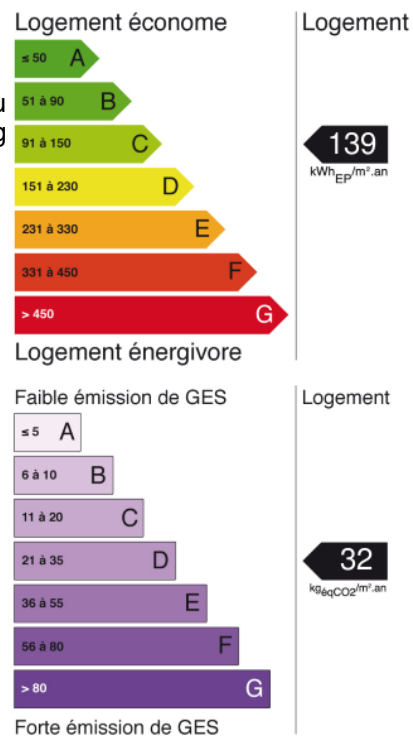 Logement économe
Logement
≤ 50 A
51 à 90 B
u
g
91 à 150 C
139
kWhEP/m².an
151 à 230 D
231 à 330 E
331 à 450 F
> 450 G
Logement énergivore
Faible émission de GES
Logement
≤ 5 A
6 à 10 B
11 à 20 C
21 à 35 D
32
kgéqCO2/m².an
36 à 55 E
56 à 80 F
> 80 G
Forte émission de GES